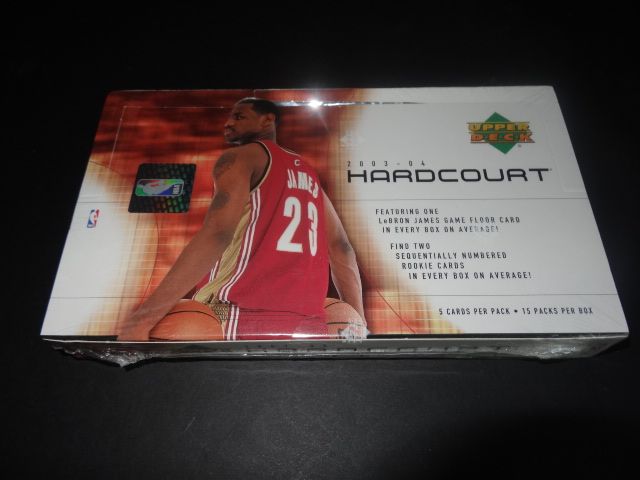 UPPER
DECK
2003-04
HARDCOURT
JAMES
23
C
NBA
NBA
FEATURING ONE
LeBRON JAMES GAME FLOOR CARD
IN EVERY BOX ON AVERAGE!
FIND TWO
SEQUENTIALLY NUMBERED
ROOKIE CARDS
IN EVERY BOX ON AVERAGE!
5 CARDS PER PACK • 15 PACKS PER BOX